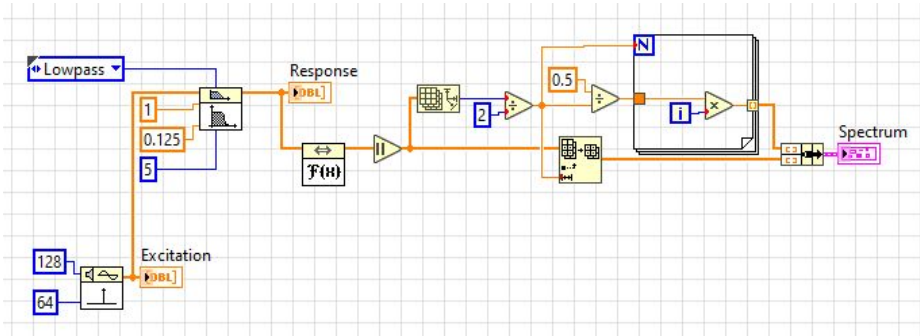 Lowpass
Response
DBL
1
0.125
5
F(x)
2
0.5
N
i
Spectrum
Excitation
DBL
128
64